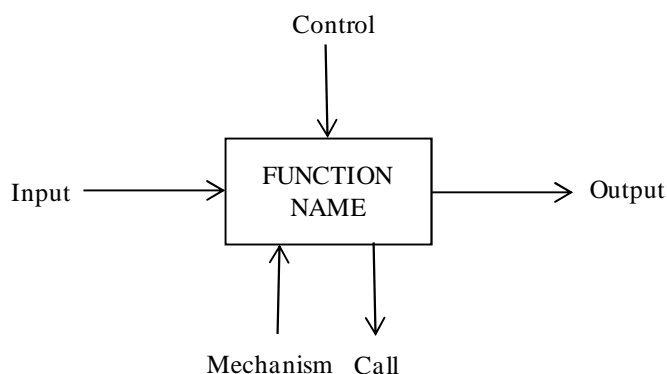 Control
Input
FUNCTION
NAME
Output
Mechanism
Call